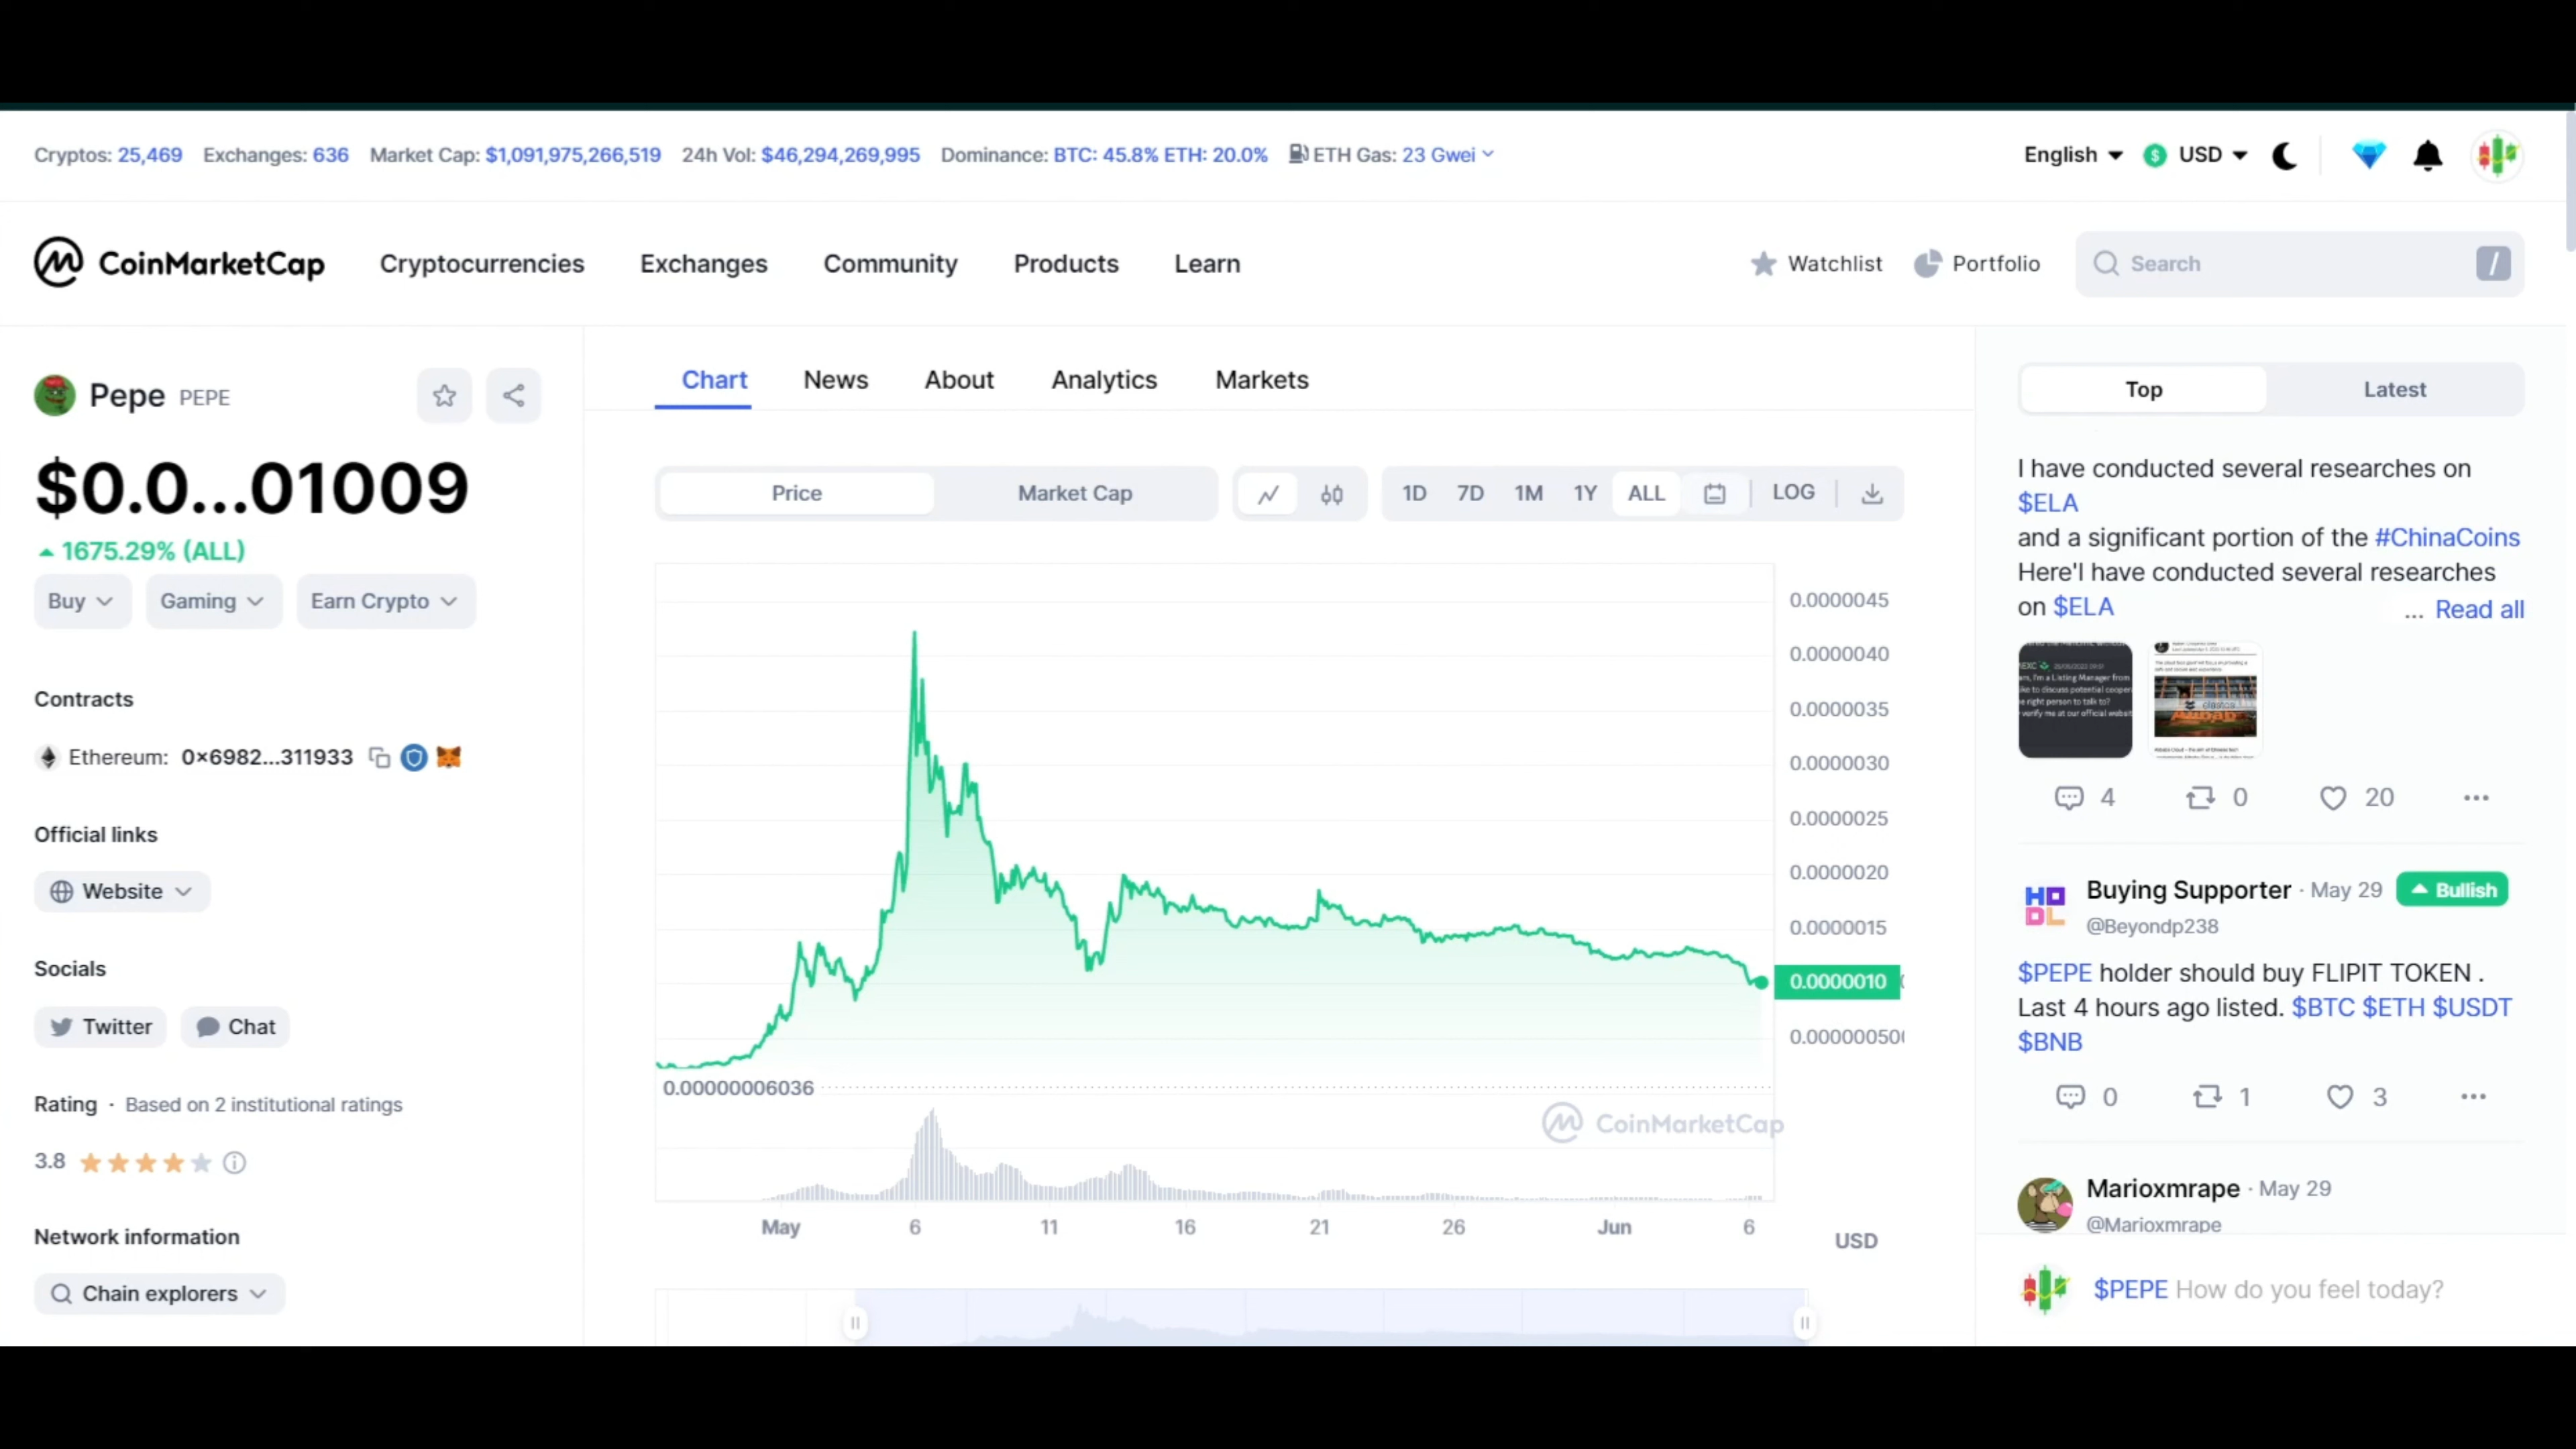 Cryptos: 25,469 Exchanges: 636 Market Cap: $1,091,975,266,519 24h Vol: $46,294,269,995 Dominance: BTC: 45.8% ETH: 20.0% ETH Gas: 23 Gwei
English USD
CoinMarketCap Cryptocurrencies Exchanges Community Products Learn
Watchlist Portfolio Search /
Pepe PEPE
$0.0...01009
1675.29% (ALL)
Buy Gaming Earn Crypto
Contracts
Ethereum: 0x6982...311933
Official links
Website
Socials
Twitter Chat
Rating · Based on 2 institutional ratings
3.8
Network information
Chain explorers
Chart News About Analytics Markets
Price Market Cap 1D 7D 1M 1Y ALL LOG
0.0000045
0.0000040
0.0000035
0.0000030
0.0000025
0.0000020
0.0000015
0.0000010
0.000000500
0.00000006036
CoinMarketCap
May 6 11 16 21 26 Jun 6
USD
Top Latest
I have conducted several researches on
$ELA
and a significant portion of the #ChinaCoins
Here'I have conducted several researches
on $ELA ... Read all
4 0 20
HODL
Buying Supporter · May 29 Bullish
@Beyondp238
$PEPE holder should buy FLIPIT TOKEN .
Last 4 hours ago listed. $BTC $ETH $USDT
$BNB
0 1 3
Marioxmrape · May 29
@Marioxmrape
$PEPE How do you feel today?